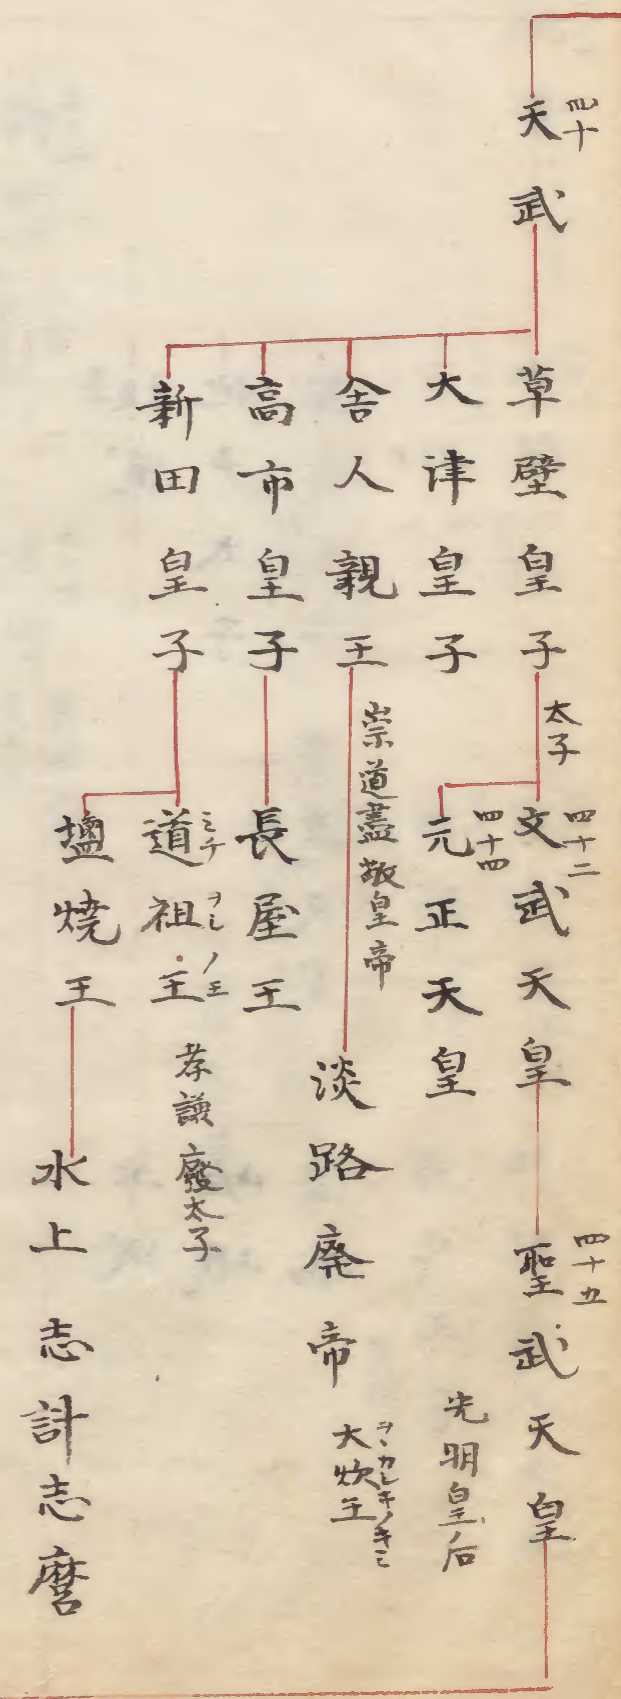 四十
天武
草壁皇子
太子
四十二
文武天皇
四十五
聖武天皇
光明皇后
四十四
元正天皇
大津皇子
舎人親王
崇道盡敬皇帝
淡路廃帝
大炊王
高市皇子
長屋王
新田皇子
道祖王
孝謙廢太子
塩焼王
水上志計志麿